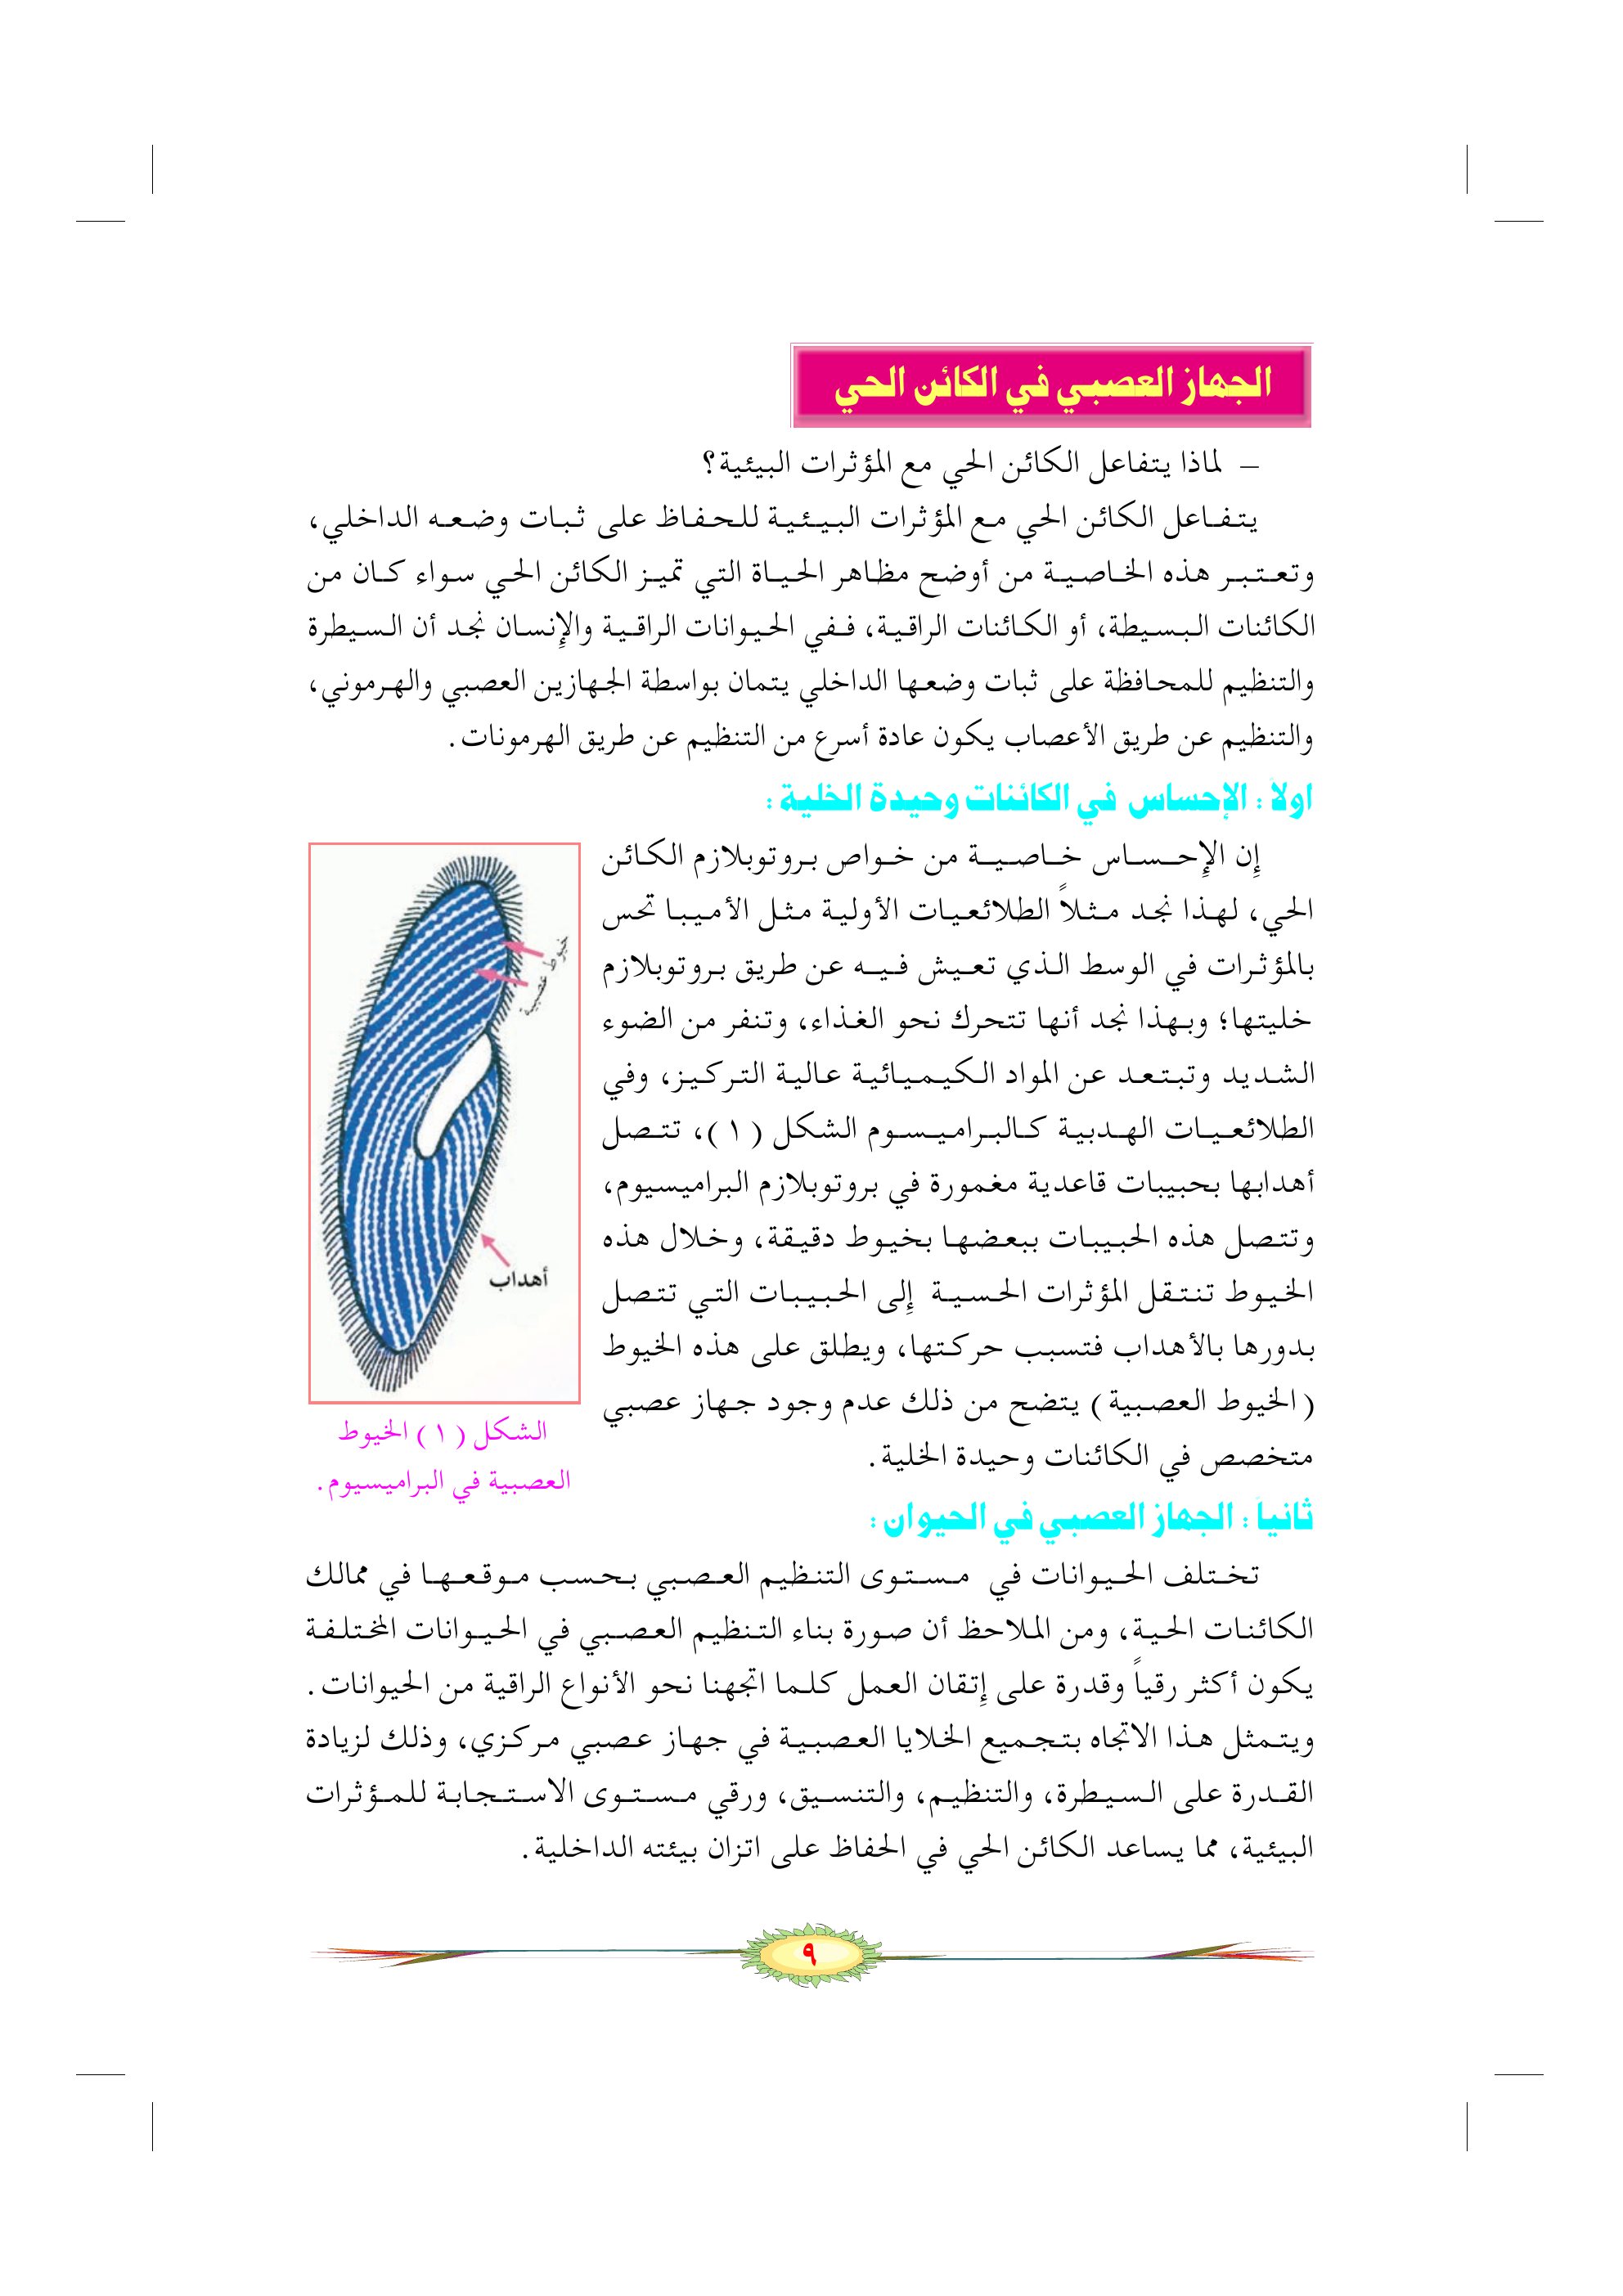 الجهاز العصبي في الكائن الحي
– لماذا يتفاعل الكائن الحي مع المؤثرات البيئية؟
يتفاعل الكائن الحي مع المؤثرات البيئية للحفاظ على ثبات وضعه الداخلي،
وتعتبر هذه الخاصية من أوضح مظاهر الحياة التي تميز الكائن الحي سواء كان من
الكائنات البسيطة، أو الكائنات الراقية، ففي الحيوانات الراقية والإنسان نجد أن السيطرة
والتنظيم للمحافظة على ثبات وضعها الداخلي يتمان بواسطة الجهازين العصبي والهرموني،
والتنظيم عن طريق الأعصاب يكون عادة أسرع من التنظيم عن طريق الهرمونات.
اولاً : الإحساس في الكائنات وحيدة الخلية :
إن الإحساس خاصية من خواص بروتوبلازم الكائن
الحي، لهذا نجد مثلاً الطلائعيات الأولية مثل الأميبا تحس
بالمؤثرات في الوسط الذي تعيش فيه عن طريق بروتوبلازم
خليتها؛ وبهذا نجد أنها تتحرك نحو الغذاء، وتنفر من الضوء
الشديد وتبتعد عن المواد الكيميائية عالية التركيز، وفي
الطلائعيات الهدبية كالبراميسوم الشكل (١)، تتصل
أهدابها بحبيبات قاعدية مغمورة في بروتوبلازم البراميسيوم،
وتتصل هذه الحبيبات ببعضها بخيوط دقيقة، وخلال هذه
الخيوط تنتقل المؤثرات الحسية إلى الحبيبات التي تتصل
بدورها بالأهداب فتسبب حركتها، ويطلق على هذه الخيوط
(الخيوط العصبية) يتضح من ذلك عدم وجود جهاز عصبي
متخصص في الكائنات وحيدة الخلية.
خيوط عصبية
أهداب
الشكل (١) الخيوط
العصبية في البراميسيوم.
ثانياً : الجهاز العصبي في الحيوان :
تختلف الحيوانات في مستوى التنظيم العصبي بحسب موقعها في ممالك
الكائنات الحية، ومن الملاحظ أن صورة بناء التنظيم العصبي في الحيوانات المختلفة
يكون أكثر رقياً وقدرة على إتقان العمل كلما اتجهنا نحو الأنواع الراقية من الحيوانات.
ويتمثل هذا الاتجاه بتجميع الخلايا العصبية في جهاز عصبي مركزي، وذلك لزيادة
القدرة على السيطرة، والتنظيم، والتنسيق، ورقي مستوى الاستجابة للمؤثرات
البيئية، مما يساعد الكائن الحي في الحفاظ على اتزان بيئته الداخلية.
٩